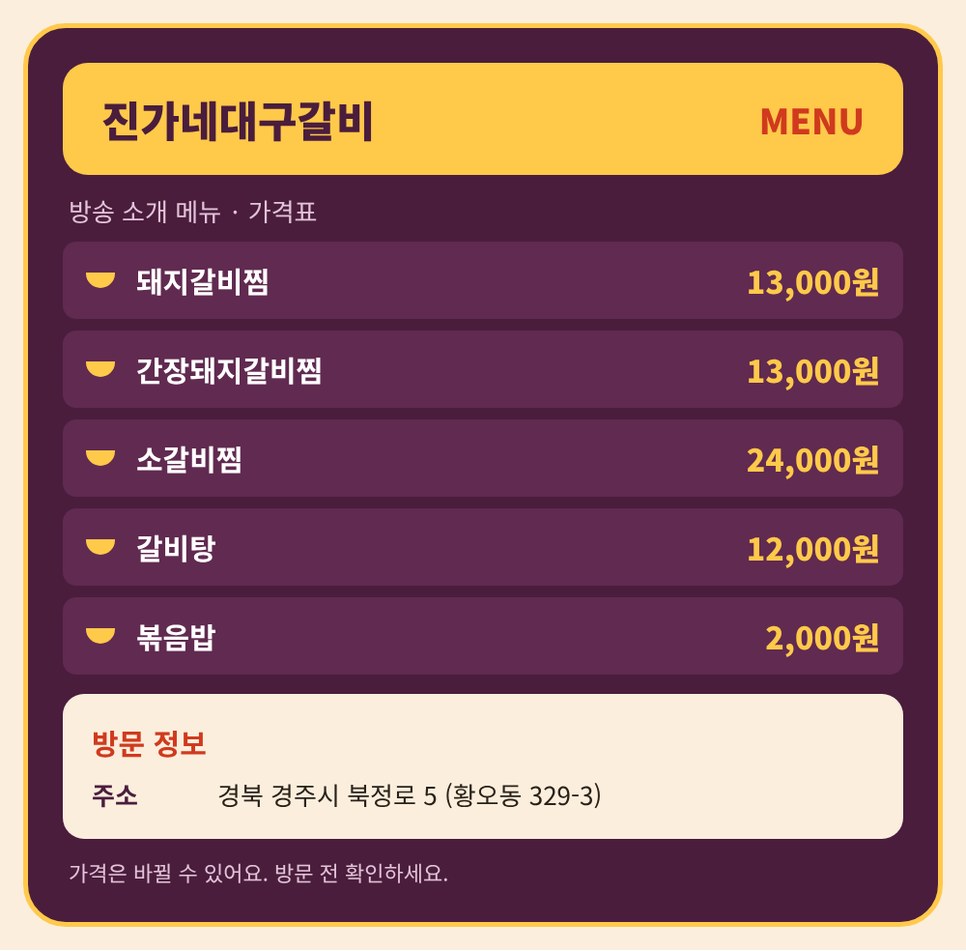 진가네대구갈비 MENU
방송 소개 메뉴 · 가격표
돼지갈비찜 13,000원
간장돼지갈비찜 13,000원
소갈비찜 24,000원
갈비탕 12,000원
볶음밥 2,000원
방문 정보
주소 경북 경주시 북정로 5 (황오동 329-3)
가격은 바뀔 수 있어요. 방문 전 확인하세요.